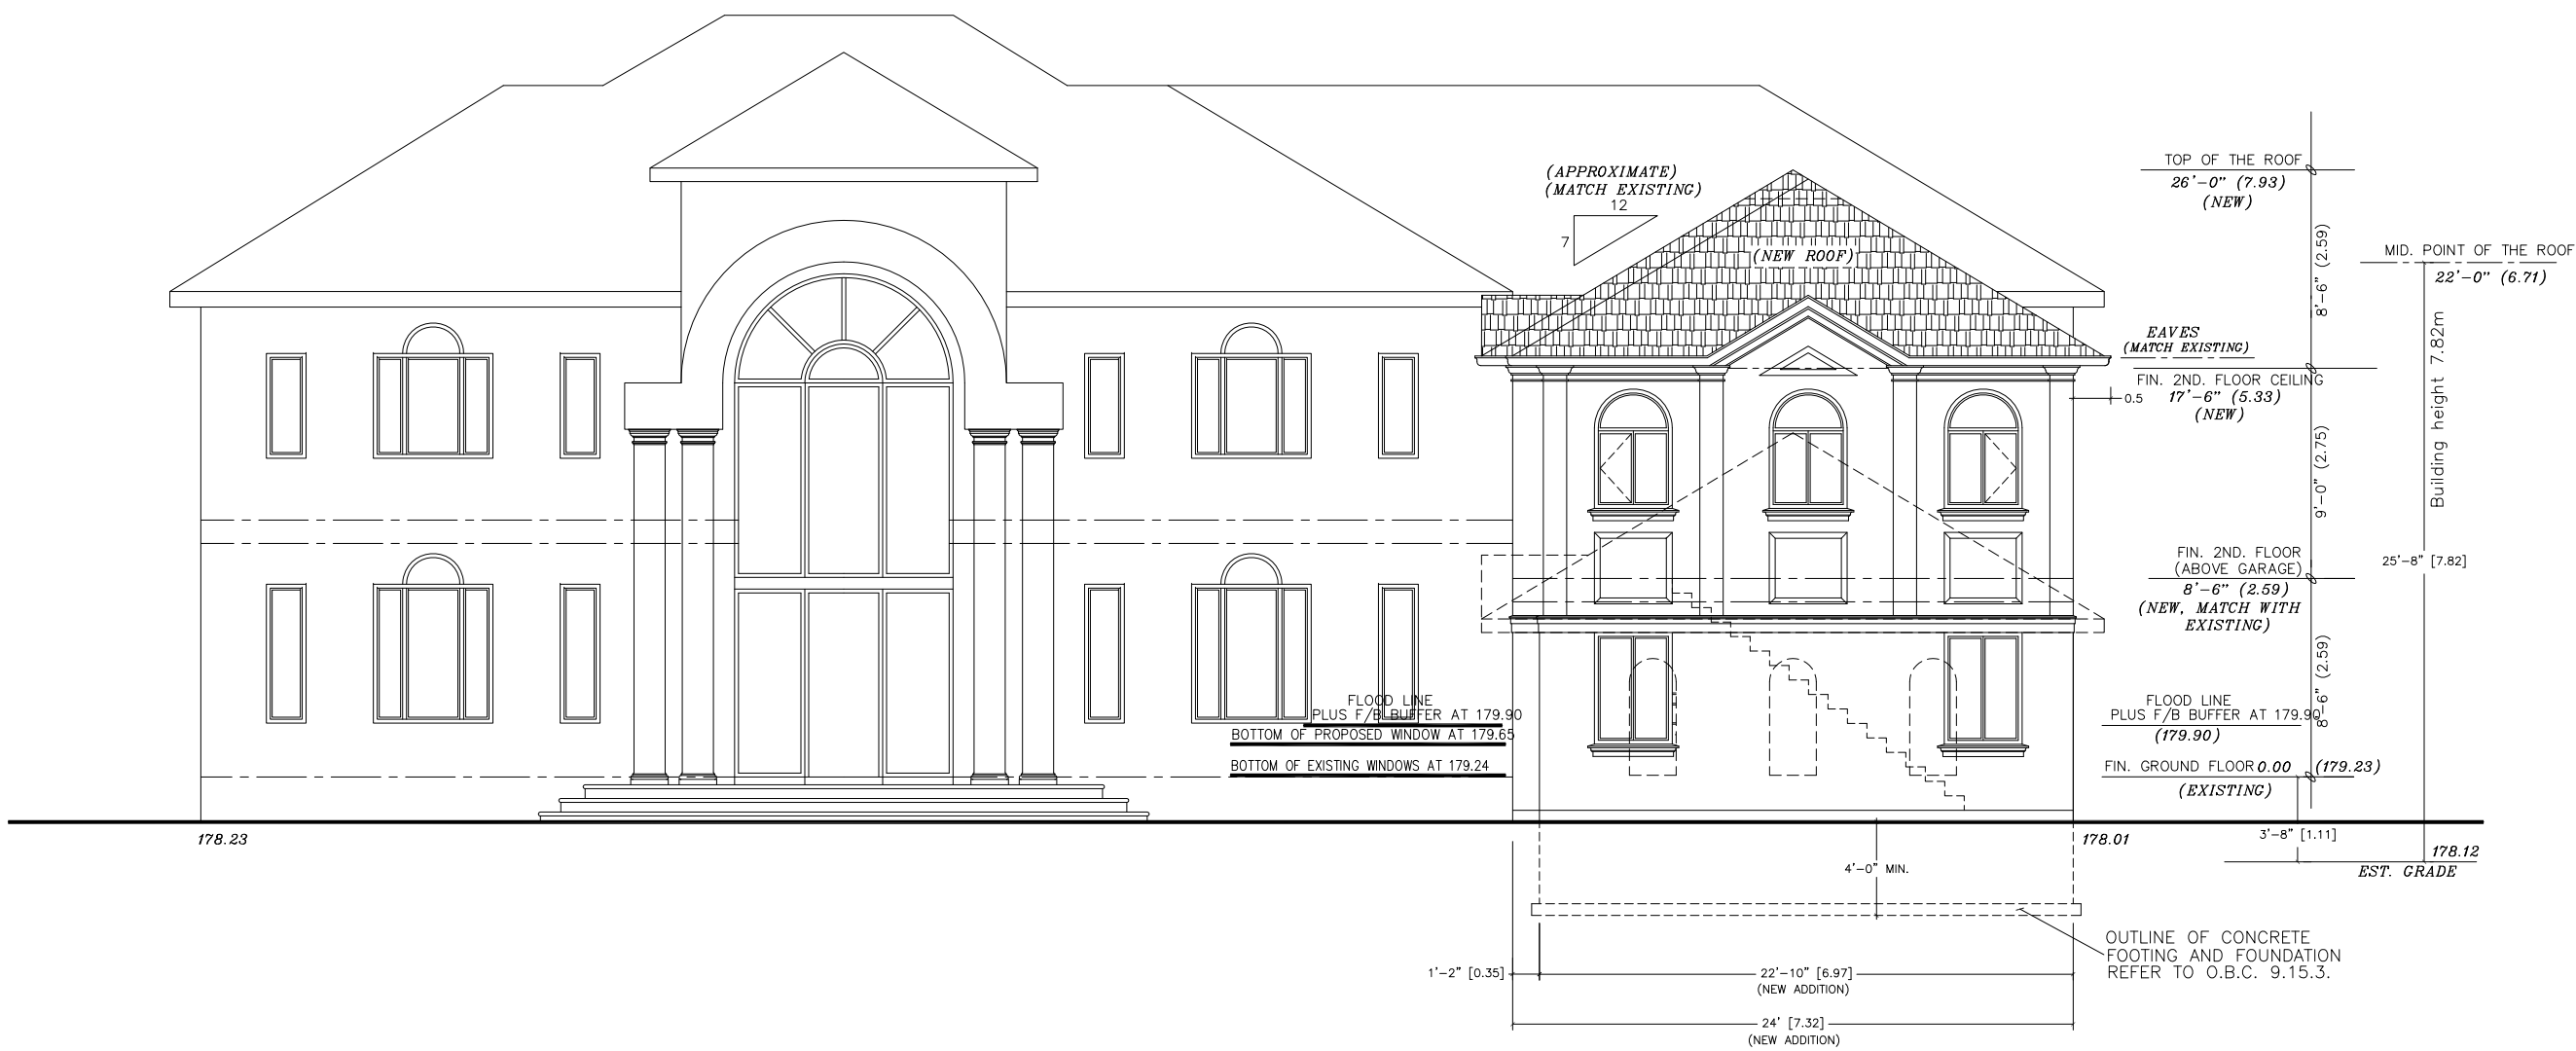 (APPROXIMATE)
(MATCH EXISTING)
12
7
(NEW ROOF)
TOP OF THE ROOF
26'-0" (7.93)
(NEW)
8'-6" (2.59)
MID. POINT OF THE ROOF
22'-0" (6.71)
EAVES
(MATCH EXISTING)
FIN. 2ND. FLOOR CEILING
17'-6" (5.33)
(NEW)
0.5
9'-0" (2.75)
Building height 7.82m
25'-8" [7.82]
FIN. 2ND. FLOOR
(ABOVE GARAGE)
8'-6" (2.59)
(NEW, MATCH WITH
EXISTING)
8'-6" (2.59)
FLOOD LINE
PLUS F/B BUFFER AT 179.90
BOTTOM OF PROPOSED WINDOW AT 179.65
BOTTOM OF EXISTING WINDOWS AT 179.24
FLOOD LINE
PLUS F/B BUFFER AT 179.90
(179.90)
FIN. GROUND FLOOR 0.00 (179.23)
(EXISTING)
178.23
178.01
3'-8" [1.11]
178.12
EST. GRADE
4'-0" MIN.
OUTLINE OF CONCRETE
FOOTING AND FOUNDATION
REFER TO O.B.C. 9.15.3.
1'-2" [0.35]
22'-10" [6.97]
(NEW ADDITION)
24' [7.32]
(NEW ADDITION)